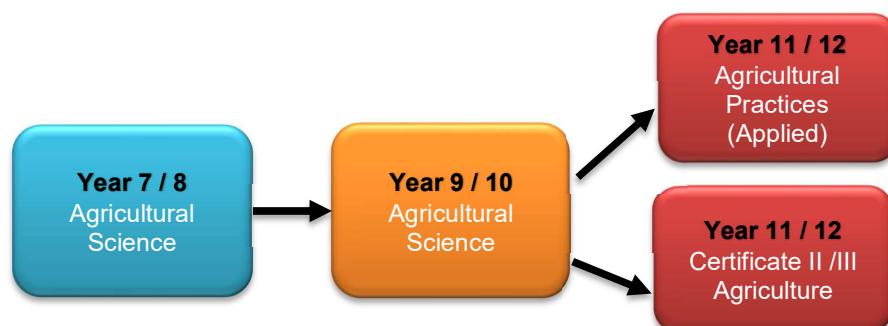 Year 7 / 8
Agricultural
Science
Year 9 / 10
Agricultural
Science
Year 11 / 12
Agricultural
Practices
(Applied)
Year 11 / 12
Certificate II /III
Agriculture